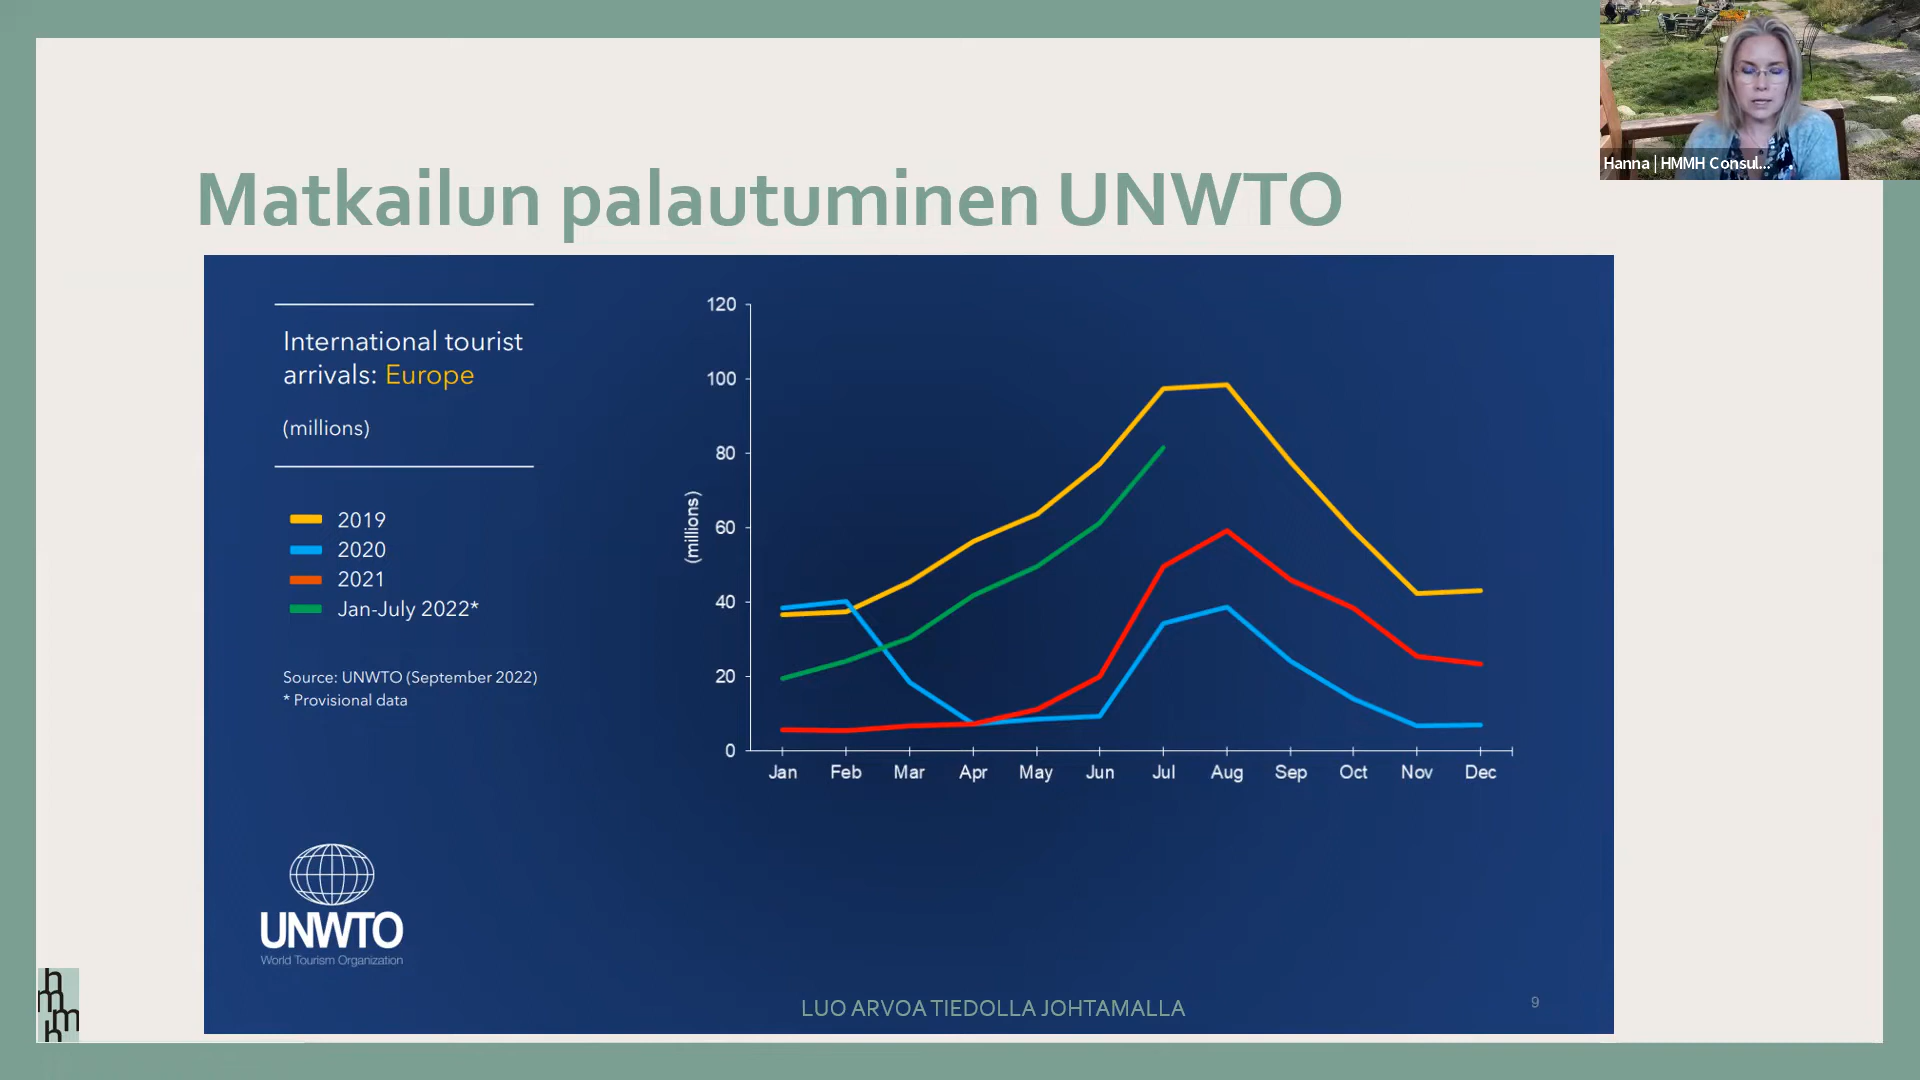 Hanna | HMMH Consul...
Matkailun palautuminen UNWTO
International tourist
arrivals: Europe
(millions)
2019
2020
2021
Jan-July 2022*
Source: UNWTO (September 2022)
* Provisional data
(millions)
120
100
80
60
40
20
0
Jan Feb Mar Apr May Jun Jul Aug Sep Oct Nov Dec
UNWTO
World Tourism Organization
LUO ARVOA TIEDOLLA JOHTAMALLA
9
h
m
m
h